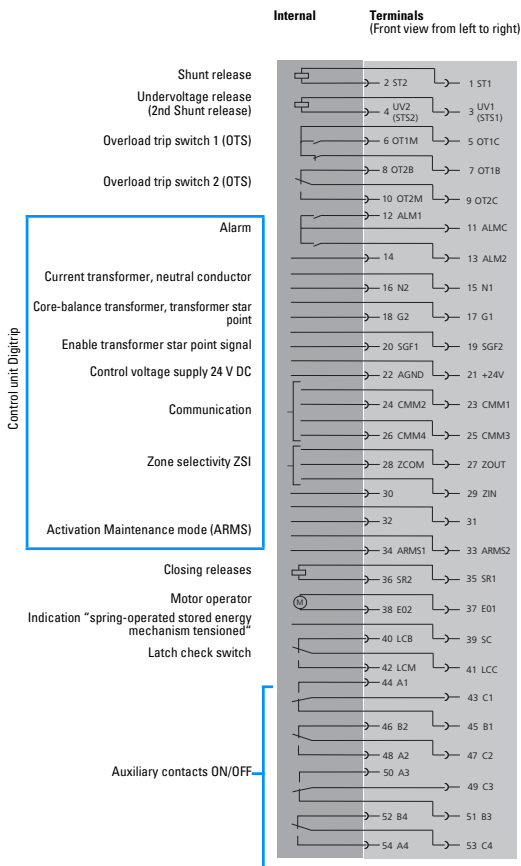 Internal
Terminals
(Front view from left to right)
Shunt release
2 ST2
1 ST1
Undervoltage release
(2nd Shunt release)
4 UV2
(STS2)
3 UV1
(STS1)
Overload trip switch 1 (OTS)
6 OT1M
5 OT1C
8 OT2B
7 OT1B
Overload trip switch 2 (OTS)
10 OT2M
9 OT2C
12 ALM1
Alarm
11 ALMC
14
13 ALM2
Current transformer, neutral conductor
16 N2
15 N1
Core-balance transformer, transformer star
point
18 G2
17 G1
Enable transformer star point signal
20 SGF1
19 SGF2
Control voltage supply 24 V DC
22 AGND
21 +24V
Control unit Digitrip
Communication
24 CMM2
23 CMM1
26 CMM4
25 CMM3
Zone selectivity ZSI
28 ZCOM
27 ZOUT
30
29 ZIN
32
31
Activation Maintenance mode (ARMS)
34 ARMS1
33 ARMS2
Closing releases
36 SR2
35 SR1
Motor operator
M
38 E02
37 E01
Indication "spring-operated stored energy
mechanism tensioned"
40 LCB
39 SC
Latch check switch
42 LCM
41 LCC
44 A1
43 C1
46 B2
45 B1
48 A2
47 C2
Auxiliary contacts ON/OFF
50 A3
49 C3
52 B4
51 B3
54 A4
53 C4